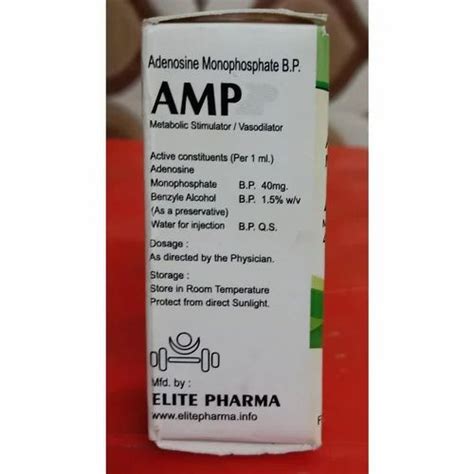 Adenosine Monophosphate B.P.
AMP
Metabolic Stimulator / Vasodilator
Active constituents (Per 1 ml.)
Adenosine
Monophosphate B.P. 40mg.
Benzyle Alcohol B.P. 1.5% w/v
(As a preservative)
Water for injection B.P. Q.S.
Dosage :
As directed by the Physician.
Storage :
Store in Room Temperature
Protect from direct Sunlight.
Mfd. by :
ELITE PHARMA
www.elitepharma.info